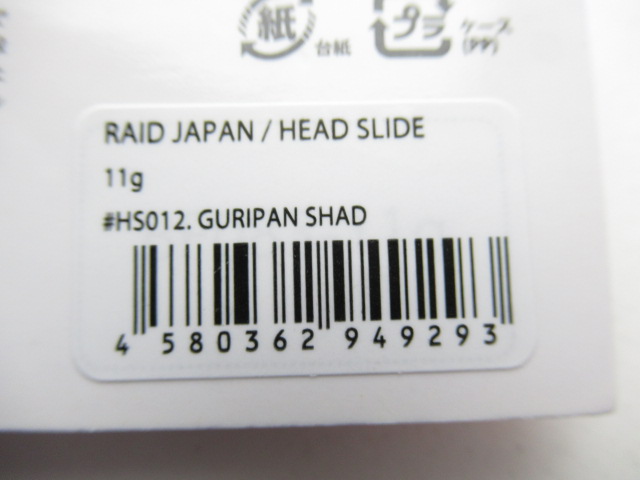 紙
台紙
プラ
ケース
(PP)
RAID JAPAN / HEAD SLIDE
11g
#HS012. GURIPAN SHAD
4 580362 949293